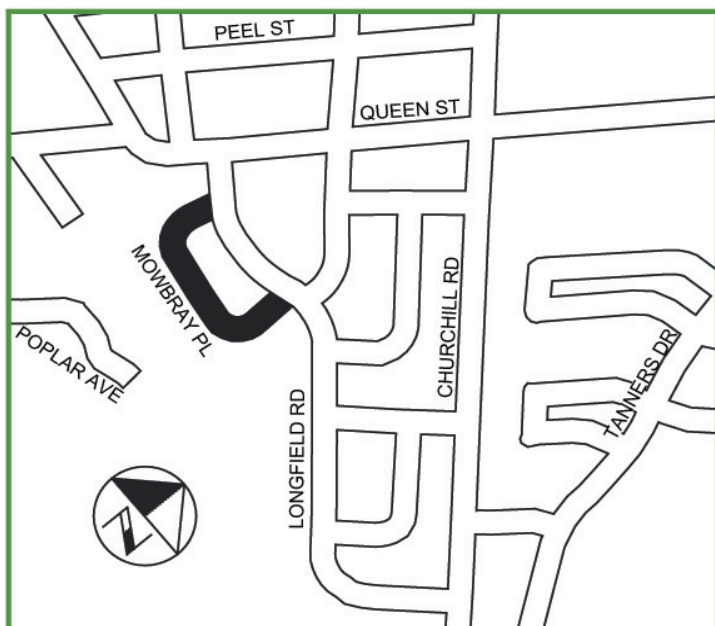 PEEL ST
QUEEN ST
MOWBRAY PL
CHURCHILL RD
POPLAR AVE
TANNERS DR
LONGFIELD RD
N